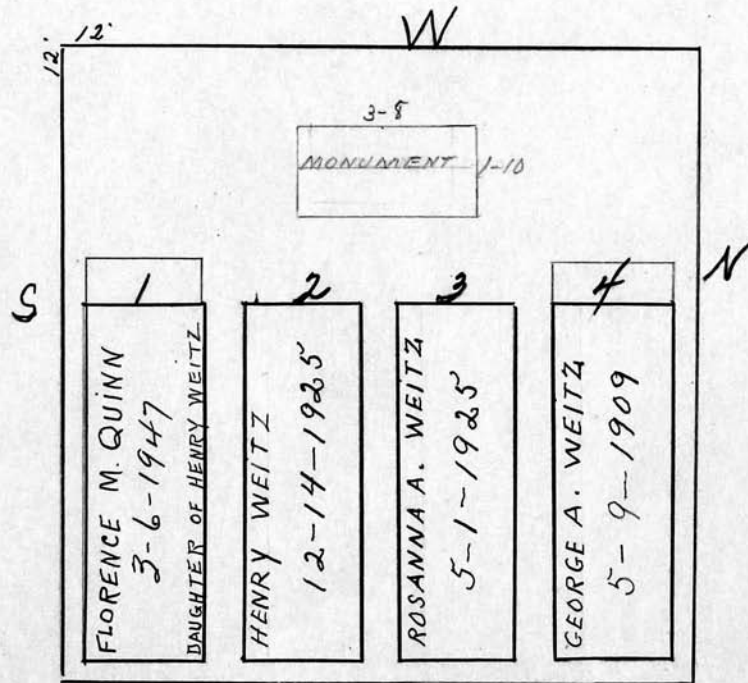 W
12'
12'
3-8
MONUMENT 1-10
S
N
1
2
3
4
FLORENCE M. QUINN
3-6-1947
DAUGHTER OF HENRY WEITZ
HENRY WEITZ
12-14-1925
ROSANNA A. WEITZ
5-1-1925
GEORGE A. WEITZ
5-9-1909